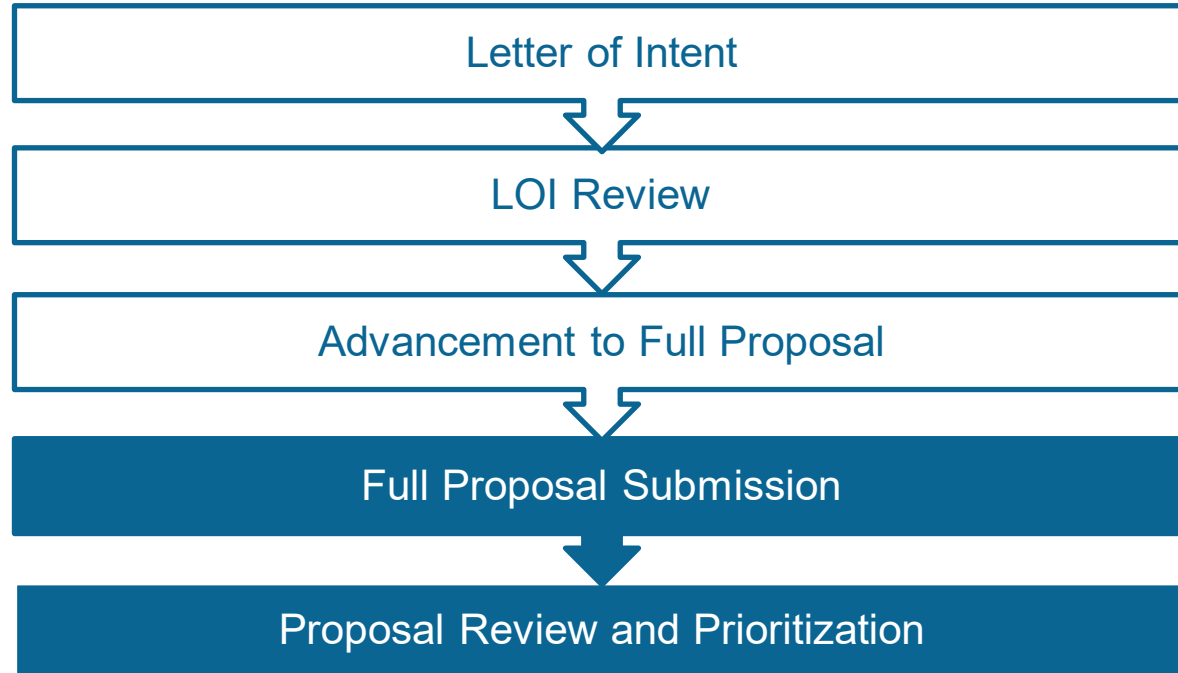 Letter of Intent
LOI Review
Advancement to Full Proposal
Full Proposal Submission
Proposal Review and Prioritization